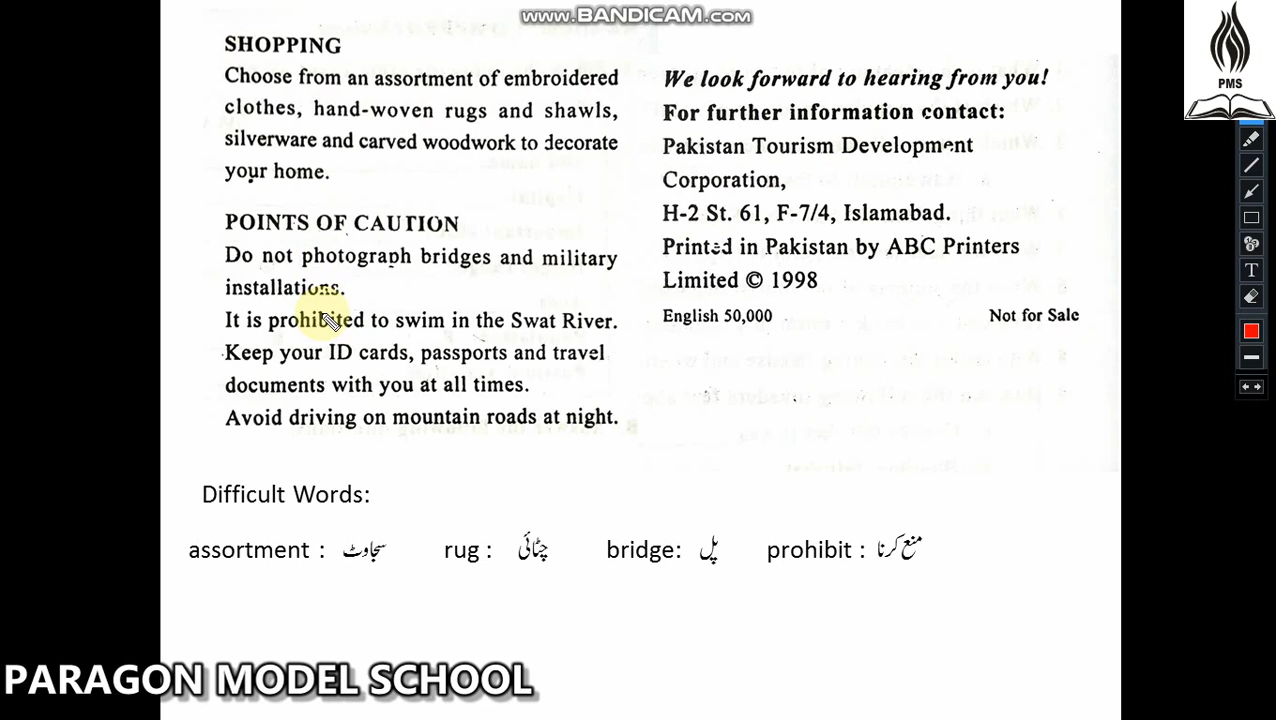 www.BANDICAM.com
PMS
SHOPPING
Choose from an assortment of embroidered
clothes, hand-woven rugs and shawls,
silverware and carved woodwork to decorate
your home.
POINTS OF CAUTION
Do not photograph bridges and military
installations.
It is prohibited to swim in the Swat River.
Keep your ID cards, passports and travel
documents with you at all times.
Avoid driving on mountain roads at night.
We look forward to hearing from you!
For further information contact:
Pakistan Tourism Development
Corporation,
H-2 St. 61, F-7/4, Islamabad.
Printed in Pakistan by ABC Printers
Limited © 1998
English 50,000 Not for Sale
Difficult Words:
assortment : سجاوٹ rug : چٹائی bridge: پل prohibit : منع کرنا
PARAGON MODEL SCHOOL